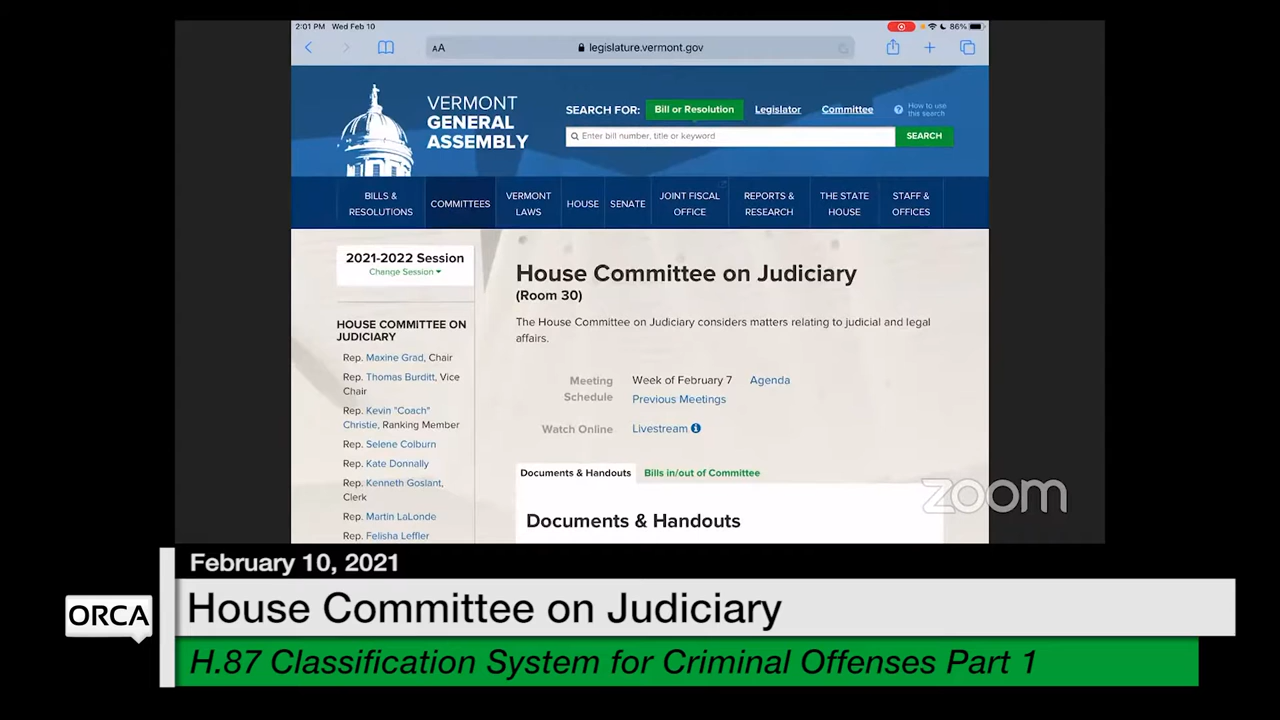 2:01 PM Wed Feb 10
86%
AA
legislature.vermont.gov
VERMONT
GENERAL
ASSEMBLY
SEARCH FOR: Bill or Resolution Legislator Committee
How to use
this search
Enter bill number, title or keyword
SEARCH
BILLS &
RESOLUTIONS
COMMITTEES
VERMONT
LAWS
HOUSE
SENATE
JOINT FISCAL
OFFICE
REPORTS &
RESEARCH
THE STATE
HOUSE
STAFF &
OFFICES
2021-2022 Session
Change Session
HOUSE COMMITTEE ON
JUDICIARY
Rep. Maxine Grad, Chair
Rep. Thomas Burditt, Vice
Chair
Rep. Kevin "Coach"
Christie, Ranking Member
Rep. Selene Colburn
Rep. Kate Donnally
Rep. Kenneth Goslant,
Clerk
Rep. Martin LaLonde
Rep. Felisha Leffler
House Committee on Judiciary
(Room 30)
The House Committee on Judiciary considers matters relating to judicial and legal
affairs.
Meeting
Schedule
Week of February 7 Agenda
Previous Meetings
Watch Online Livestream
Documents & Handouts Bills in/out of Committee
Documents & Handouts
zoom
February 10, 2021
ORCA
House Committee on Judiciary
H.87 Classification System for Criminal Offenses Part 1